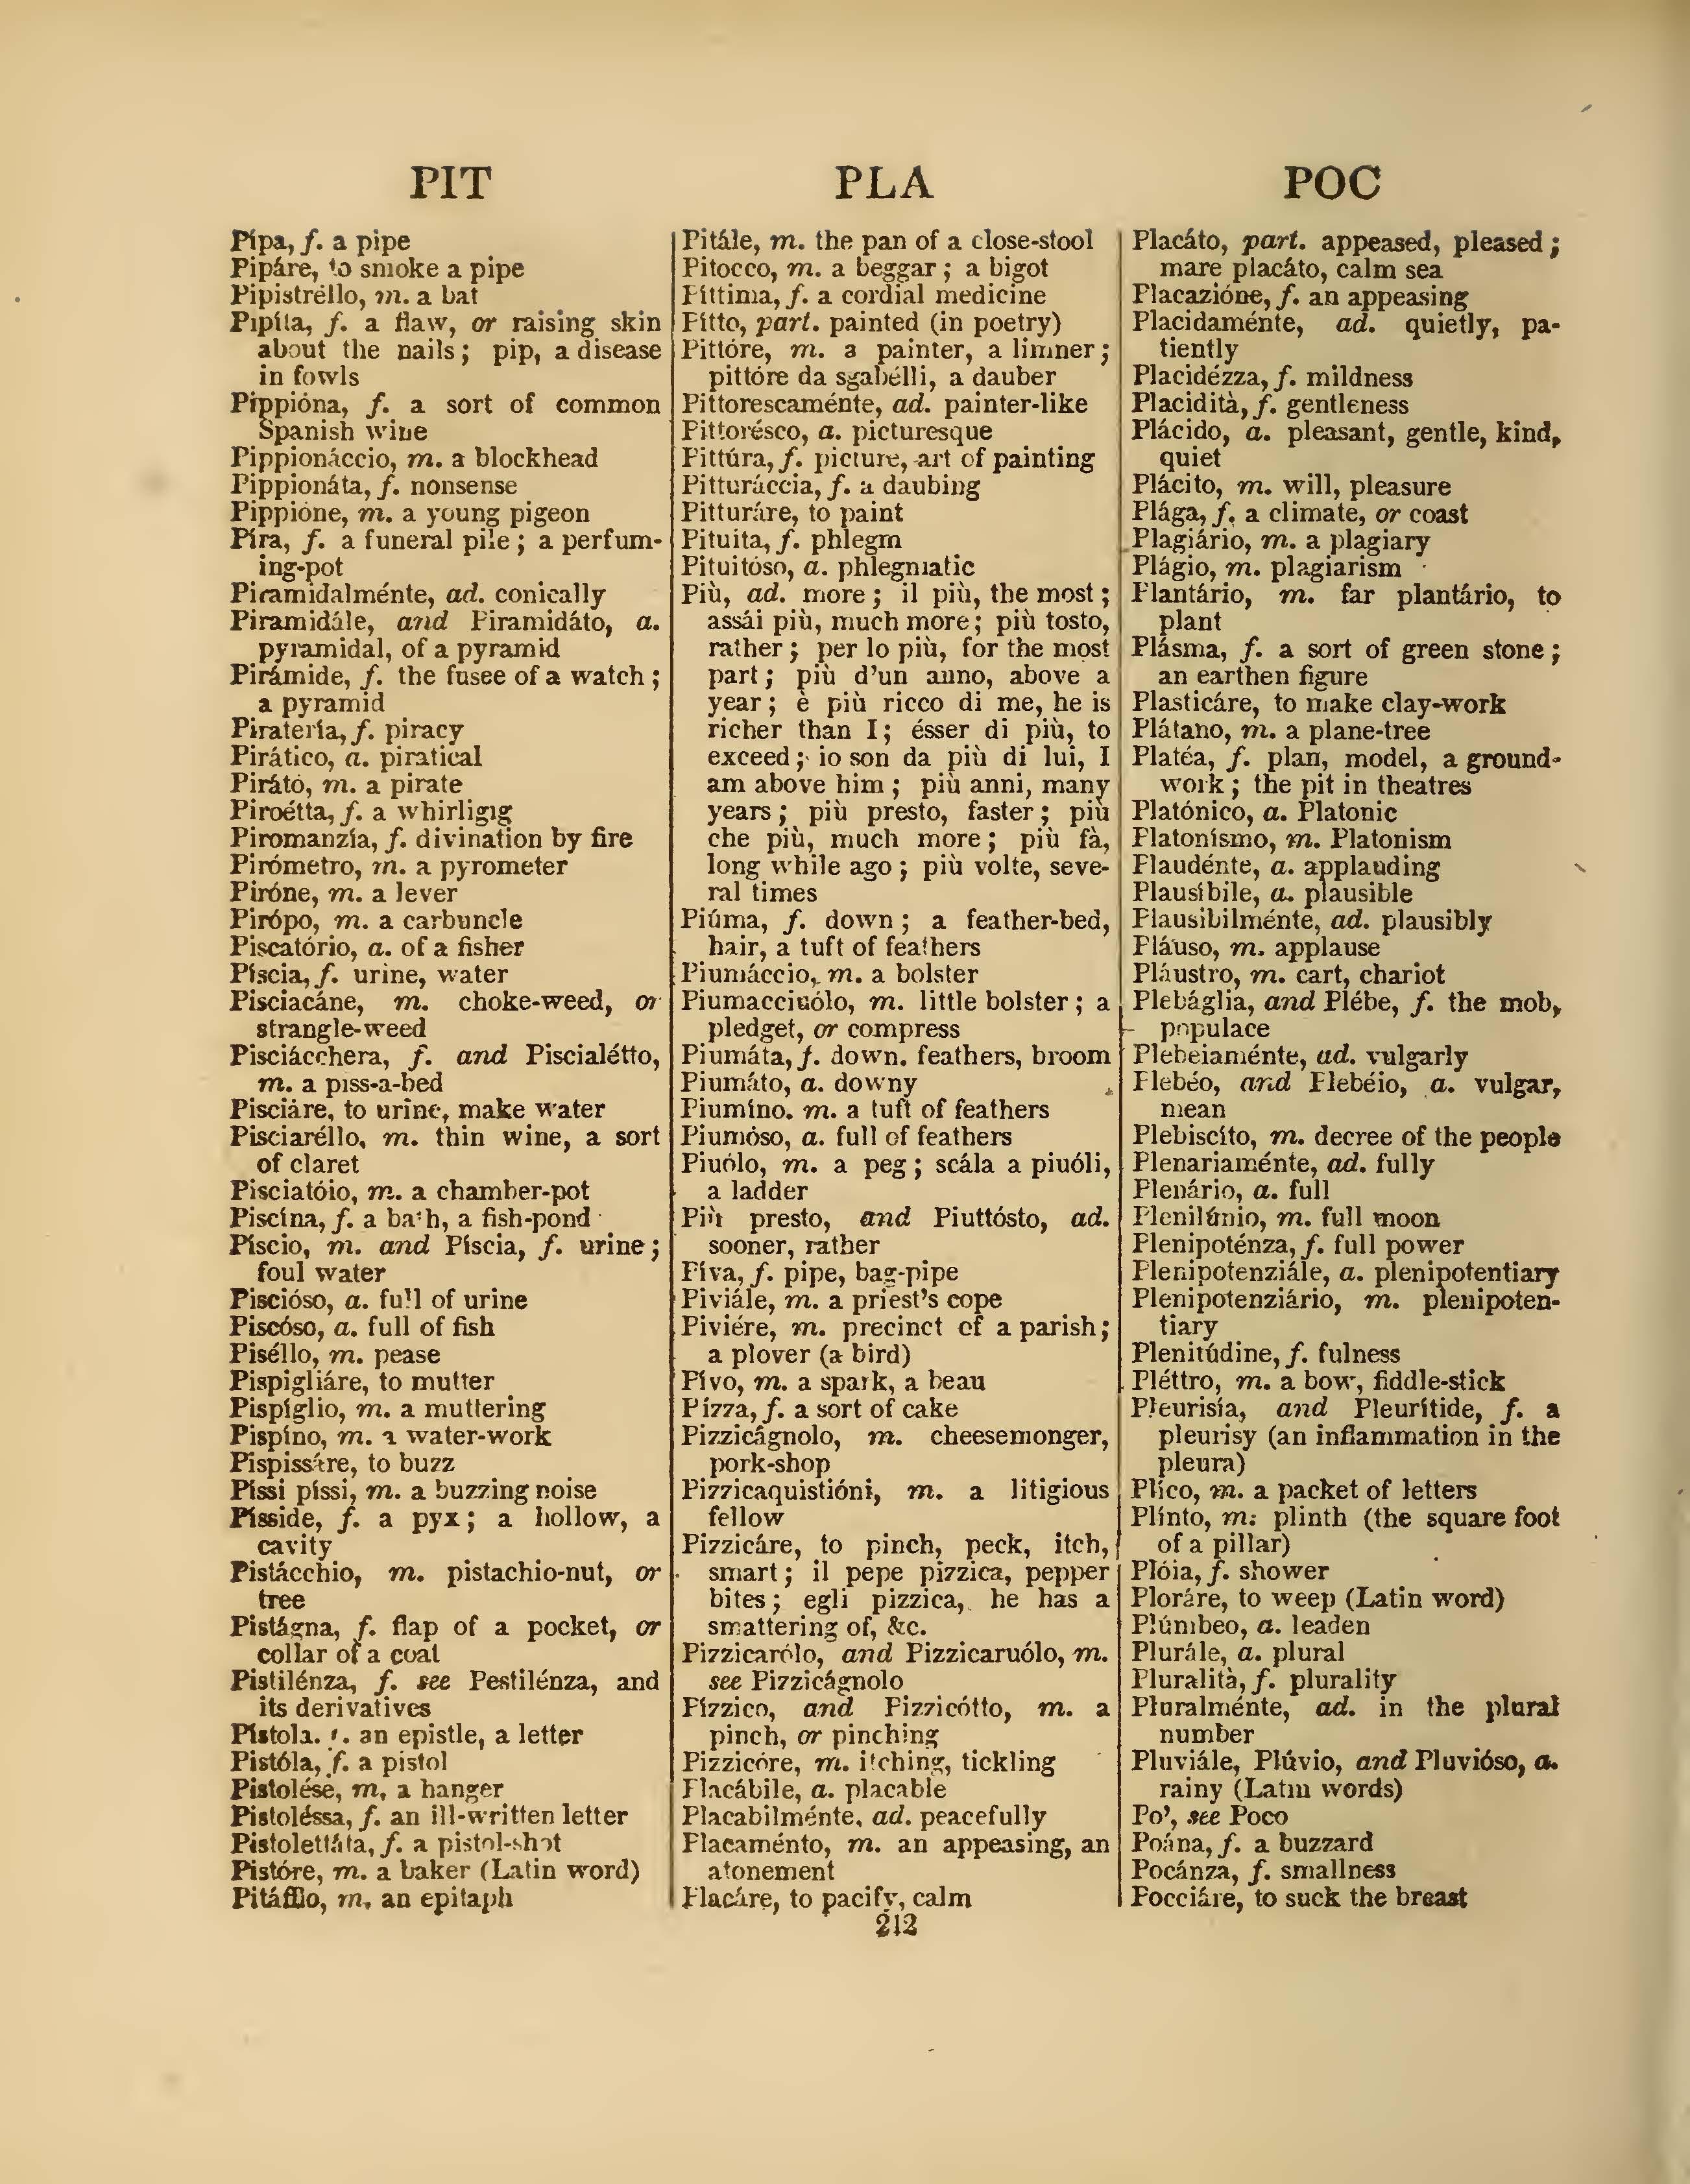 PIT
Pípa, f. a pipe
Pipáre, to smoke a pipe
Pipistréllo, m. a bat
Pipíta, f. a flaw, or raising skin
about the nails; pip, a disease
in fowls
Pippióna, f. a sort of common
Spanish wine
Pippionáccio, m. a blockhead
Pippionáta, f. nonsense
Pippióne, m. a young pigeon
Píra, f. a funeral pile; a perfum-
ing-pot
Piramidalménte, ad. conically
Piramidále, and Piramidáto, a.
pyramidal, of a pyramid
Pirámide, f. the fusee of a watch;
a pyramid
Pirатería, f. piracy
Pirático, a. piratical
Piráto, m. a pirate
Piroétta, f. a whirligig
Piromanzía, f. divination by fire
Pirómetro, m. a pyrometer
Piróne, m. a lever
Pirópo, m. a carbuncle
Piscatório, a. of a fisher
Píscia, f. urine, water
Pisciacáne, m. choke-weed, or
strangle-weed
Pisciácchera, f. and Piscialétto,
m. a piss-a-bed
Pisciáre, to urine, make water
Pisciaréllo, m. thin wine, a sort
of claret
Pisciatóio, m. a chamber-pot
Piscína, f. a bath, a fish-pond
Píscio, m. and Píscia, f. urine;
foul water
Piscióso, a. full of urine
Piscóso, a. full of fish
Piséllo, m. pease
Pispigliáre, to mutter
Pispíglio, m. a muttering
Pispíno, m. a water-work
Pispissáre, to buzz
Píssi píssi, m. a buzzing noise
Písside, f. a pyx; a hollow, a
cavity
Pistácchio, m. pistachio-nut, or
tree
Pistágna, f. flap of a pocket, or
collar of a coat
Pistilénza, f. see Pestilénza, and
its derivatives
Pístola. f. an epistle, a letter
Pistóla, f. a pistol
Pistolése, m, a hanger
Pistoléssa, f. an ill-written letter
Pistolettáta, f. a pistol-shot
Pistóre, m. a baker (Latin word)
Pitáffio, m, an epitaph
PLA
Pitále, m. the pan of a close-stool
Pitocco, m. a beggar; a bigot
Píttima, f. a cordial medicine
Pítto, part. painted (in poetry)
Pittóre, m. a painter, a limner;
pittóre da sgabélli, a dauber
Pittorescaménte, ad. painter-like
Pittorésco, a. picturesque
Pittúra, f. picture, art of painting
Pitturáccia, f. a daubing
Pitturáre, to paint
Pituita, f. phlegm
Pituitóso, a. phlegmatic
Più, ad. more; il più, the most;
assái più, much more; più tosto,
rather; per lo più, for the most
part; più d'un anno, above a
year; è più ricco di me, he is
richer than I; ésser di più, to
exceed; io son da più di lui, I
am above him; più anni, many
years; più presto, faster; più
che più, much more; più fà,
long while ago; più volte, seve-
ral times
Piúma, f. down; a feather-bed,
hair, a tuft of feathers
Piumáccio, m. a bolster
Piumacciuólo, m. little bolster; a
pledget, or compress
Piumáta, f. down. feathers, broom
Piumáto, a. downy
Piumíno. m. a tuft of feathers
Piumóso, a. full of feathers
Piuólo, m. a peg; scála a piuóli,
a ladder
Più presto, and Piuttósto, ad.
sooner, rather
Píva, f. pipe, bag-pipe
Piviále, m. a priest's cope
Piviére, m. precinct of a parish;
a plover (a bird)
Pívo, m. a spark, a beau
Pízza, f. a sort of cake
Pizzicágnolo, m. cheesemonger,
pork-shop
Pizzicaquistióni, m. a litigious
fellow
Pizzicáre, to pinch, peck, itch,
smart; il pepe pizzica, pepper
bites; egli pizzica, he has a
smattering of, &c.
Pizzicarólo, and Pizzicaruólo, m.
see Pizzicágnolo
Pízzico, and Pizzicótto, m. a
pinch, or pinching
Pizzicóre, m. itching, tickling
Placábile, a. placable
Placabilménte, ad. peacefully
Placaménto, m. an appeasing, an
atonement
Placáre, to pacify, calm
POC
Placáto, part. appeased, pleased;
mare placáto, calm sea
Placazióne, f. an appeasing
Placidaménte, ad. quietly, pa-
tiently
Placidézza, f. mildness
Placidità, f. gentleness
Plácido, a. pleasant, gentle, kind,
quiet
Plácito, m. will, pleasure
Plága, f. a climate, or coast
Plagiário, m. a plagiary
Plágio, m. plagiarism
Plantário, m. far plantário, to
plant
Plásma, f. a sort of green stone;
an earthen figure
Plasticáre, to make clay-work
Plátano, m. a plane-tree
Platéa, f. plan, model, a ground-
work; the pit in theatres
Platónico, a. Platonic
Platonísmo, m. Platonism
Plaudénte, a. applauding
Plausíbile, a. plausible
Plausibilménte, ad. plausibly
Pláuso, m. applause
Pláustro, m. cart, chariot
Plebáglia, and Plébe, f. the mob,
populace
Plebeiaménte, ad. vulgarly
Plebéo, and Plebéio, a. vulgar,
mean
Plebiscíto, m. decree of the people
Plenariaménte, ad. fully
Plenário, a. full
Plenilúnio, m. full moon
Plenipoténza, f. full power
Plenipotenziále, a. plenipotentiary
Plenipotenziário, m. plenipoten-
tiary
Plenitúdine, f. fulness
Pléttro, m. a bow, fiddle-stick
Pleurisía, and Pleurítide, f. a
pleurisy (an inflammation in the
pleura)
Plíco, m. a packet of letters
Plínto, m. plinth (the square foot
of a pillar)
Plóia, f. shower
Ploráre, to weep (Latin word)
Plúmbeo, a. leaden
Plurále, a. plural
Pluralità, f. plurality
Pluralménte, ad. in the plural
number
Pluviále, Plúvio, and Pluvióso, a.
rainy (Latin words)
Po', see Poco
Poána, f. a buzzard
Pocánza, f. smallness
Pocciáre, to suck the breast
212